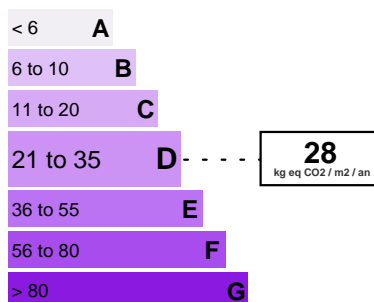 < 6 A
6 to 10 B
11 to 20 C
21 to 35 D
28
kg eq CO2 / m2 / an
36 to 55 E
56 to 80 F
> 80 G